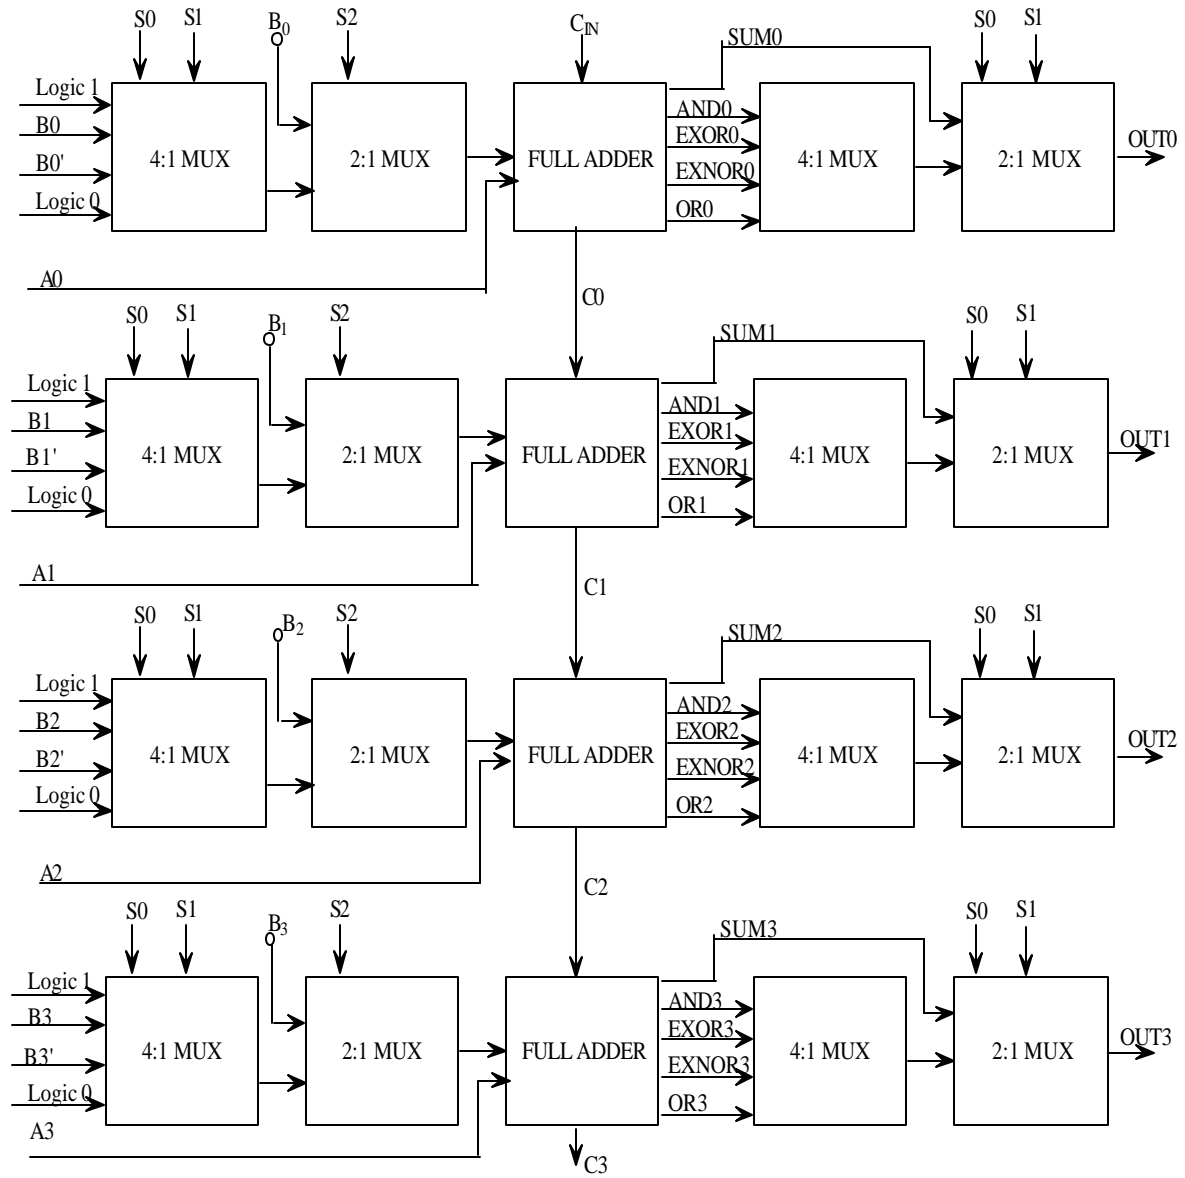 S0 S1 B0 S2 CIN SUM0 S0 S1
Logic 1
AND0
B0
EXOR0
OUT0
4:1 MUX 2:1 MUX FULL ADDER 4:1 MUX 2:1 MUX
B0'
EXNOR0
Logic 0
OR0
A0
C0
S0 S1 B1 S2 SUM1 S0 S1
Logic 1
AND1
B1
EXOR1
OUT1
4:1 MUX 2:1 MUX FULL ADDER 4:1 MUX 2:1 MUX
B1'
EXNOR1
Logic 0
OR1
A1
C1
S0 S1 B2 S2 SUM2 S0 S1
Logic 1
AND2
B2
EXOR2
OUT2
4:1 MUX 2:1 MUX FULL ADDER 4:1 MUX 2:1 MUX
B2'
EXNOR2
Logic 0
OR2
A2
C2
S0 S1 B3 S2 SUM3 S0 S1
Logic 1
AND3
B3
EXOR3
OUT3
4:1 MUX 2:1 MUX FULL ADDER 4:1 MUX 2:1 MUX
B3'
EXNOR3
Logic 0
OR3
A3
C3